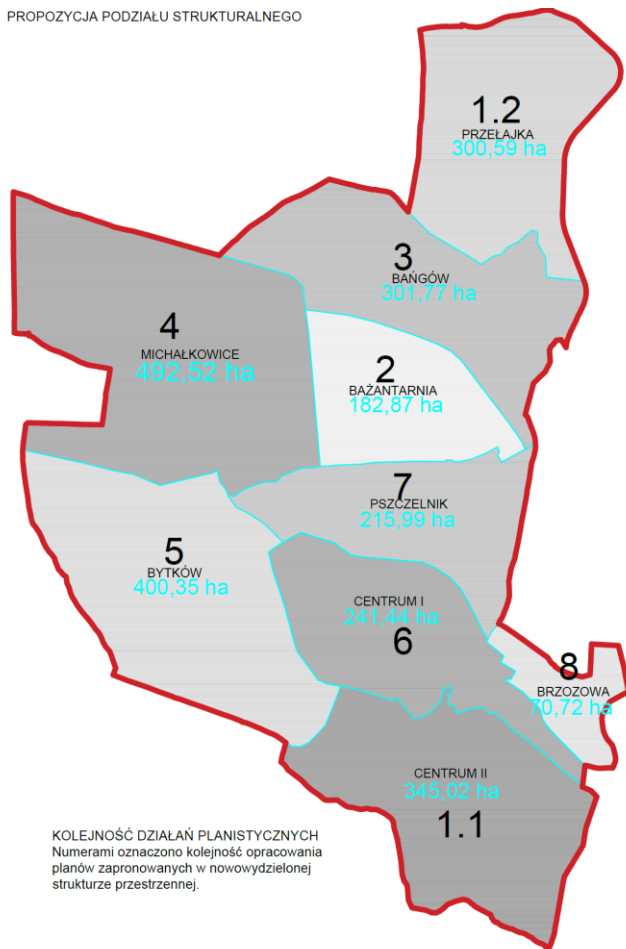 PROPOZYCJA PODZIAŁU STRUKTURALNEGO
1.2
PRZEŁAJKA
300,59 ha
3
BAŃGÓW
301,77 ha
4
MICHAŁKOWICE
492,52 ha
2
BAŻANTARNIA
182,87 ha
7
PSZCZELNIK
215,99 ha
5
BYTKÓW
400,35 ha
CENTRUM I
241,44 ha
6
8
BRZOZOWA
70,72 ha
CENTRUM II
345,02 ha
1.1
KOLEJNOŚĆ DZIAŁAŃ PLANISTYCZNYCH
Numerami oznaczono kolejność opracowania
planów zapronowanych w nowowydzielonej
strukturze przestrzennej.